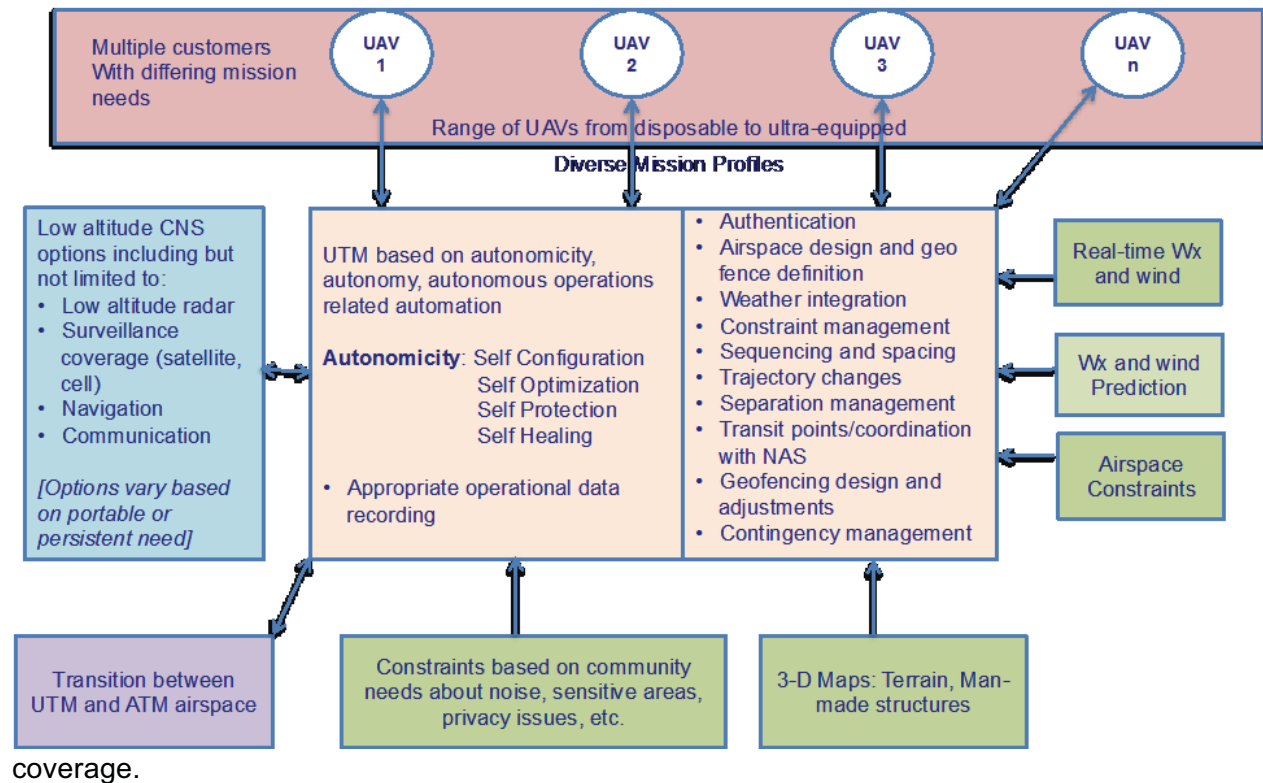 Multiple customers
With differing mission
needs
UAV
1
UAV
2
UAV
3
UAV
n
Range of UAVs from disposable to ultra-equipped
Diverse Mission Profiles
Low altitude CNS
options including but
not limited to:
• Low altitude radar
• Surveillance
coverage (satellite,
cell)
• Navigation
• Communication
[Options vary based
on portable or
persistent need]
UTM based on autonomicity,
autonomy, autonomous operations
related automation
Autonomicity: Self Configuration
Self Optimization
Self Protection
Self Healing
• Appropriate operational data
recording
• Authentication
• Airspace design and geo
fence definition
• Weather integration
• Constraint management
• Sequencing and spacing
• Trajectory changes
• Separation management
• Transit points/coordination
with NAS
• Geofencing design and
adjustments
• Contingency management
Real-time Wx
and wind
Wx and wind
Prediction
Airspace
Constraints
Transition between
UTM and ATM airspace
Constraints based on community
needs about noise, sensitive areas,
privacy issues, etc.
3-D Maps: Terrain, Man-
made structures
coverage.